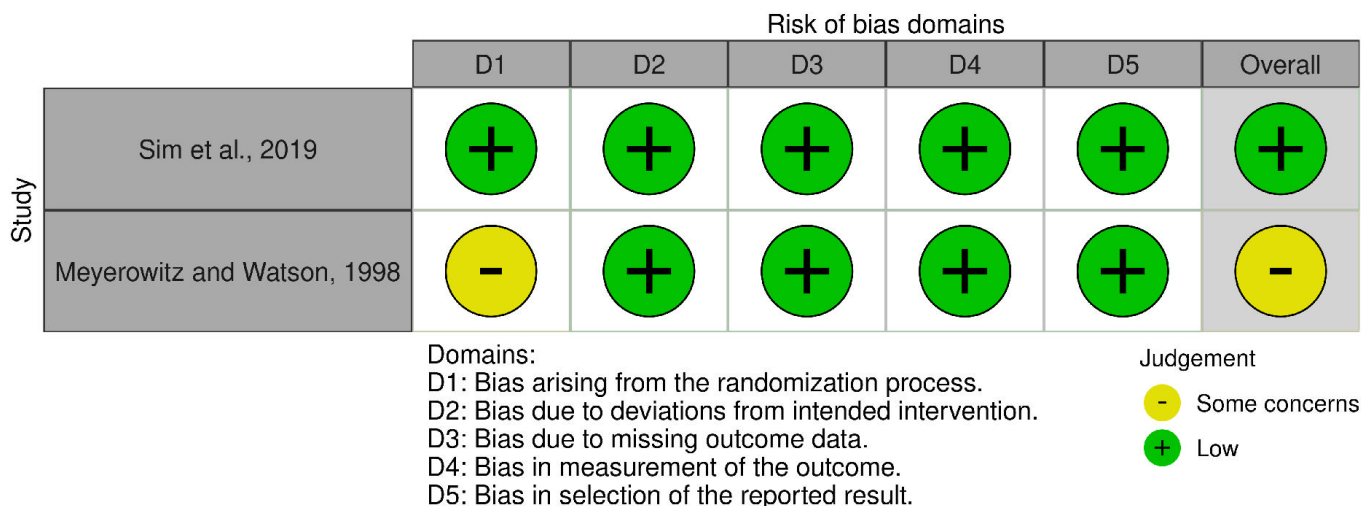 Risk of bias domains
D1 D2 D3 D4 D5 Overall
Study
Sim et al., 2019 + + + + + +
Meyerowitz and Watson, 1998 - + + + + -
Domains:
D1: Bias arising from the randomization process.
D2: Bias due to deviations from intended intervention.
D3: Bias due to missing outcome data.
D4: Bias in measurement of the outcome.
D5: Bias in selection of the reported result.
Judgement
- Some concerns
+ Low